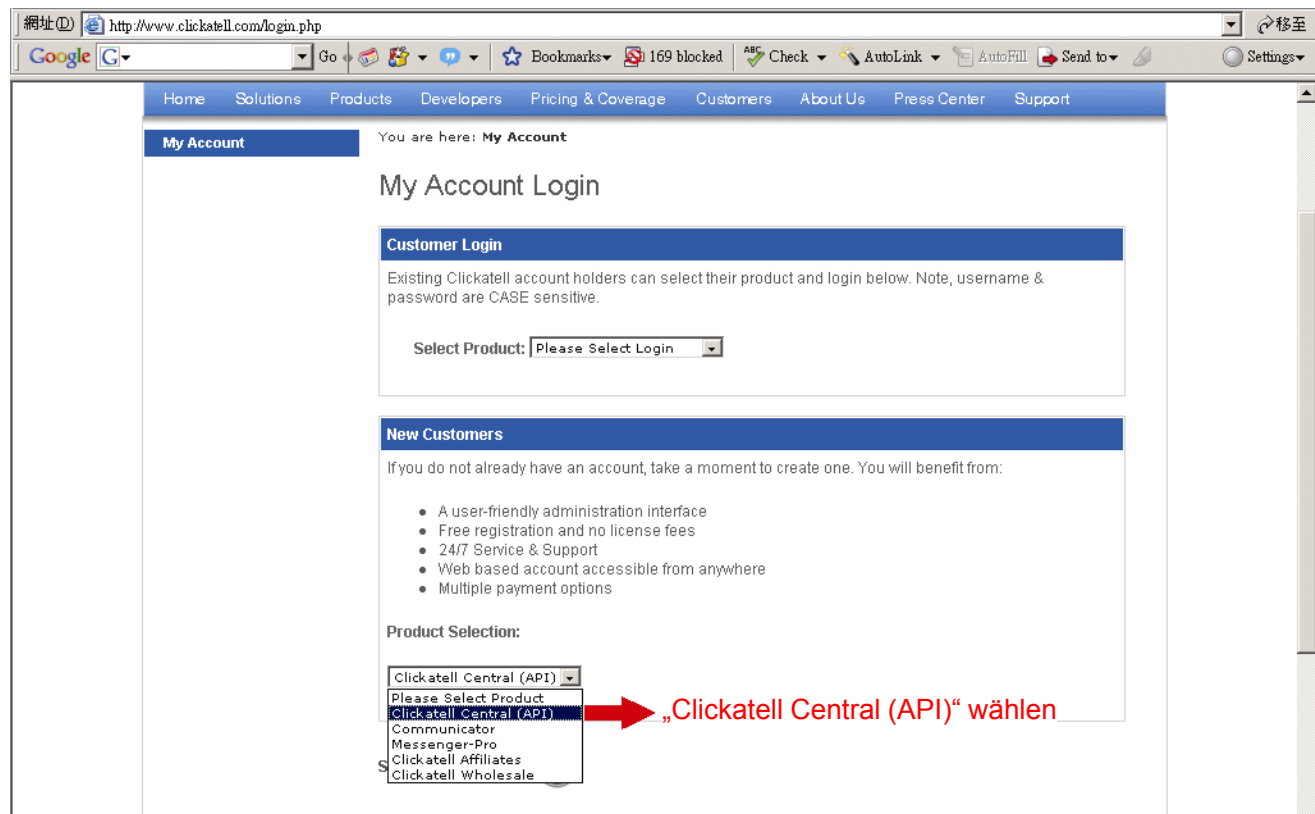 網址(D) http://www.clickatell.com/login.php 移至
Google G Go Bookmarks 169 blocked ABC Check AutoLink AutoFill Send to Settings
Home Solutions Products Developers Pricing & Coverage Customers About Us Press Center Support
My Account
You are here: My Account
My Account Login
Customer Login
Existing Clickatell account holders can select their product and login below. Note, username &
password are CASE sensitive.
Select Product: Please Select Login
New Customers
If you do not already have an account, take a moment to create one. You will benefit from:
• A user-friendly administration interface
• Free registration and no license fees
• 24/7 Service & Support
• Web based account accessible from anywhere
• Multiple payment options
Product Selection:
Clickatell Central (API)
Please Select Product
Clickatell Central (API)
„Clickatell Central (API)“ wählen
Communicator
Messenger-Pro
Clickatell Affiliates
Clickatell Wholesale